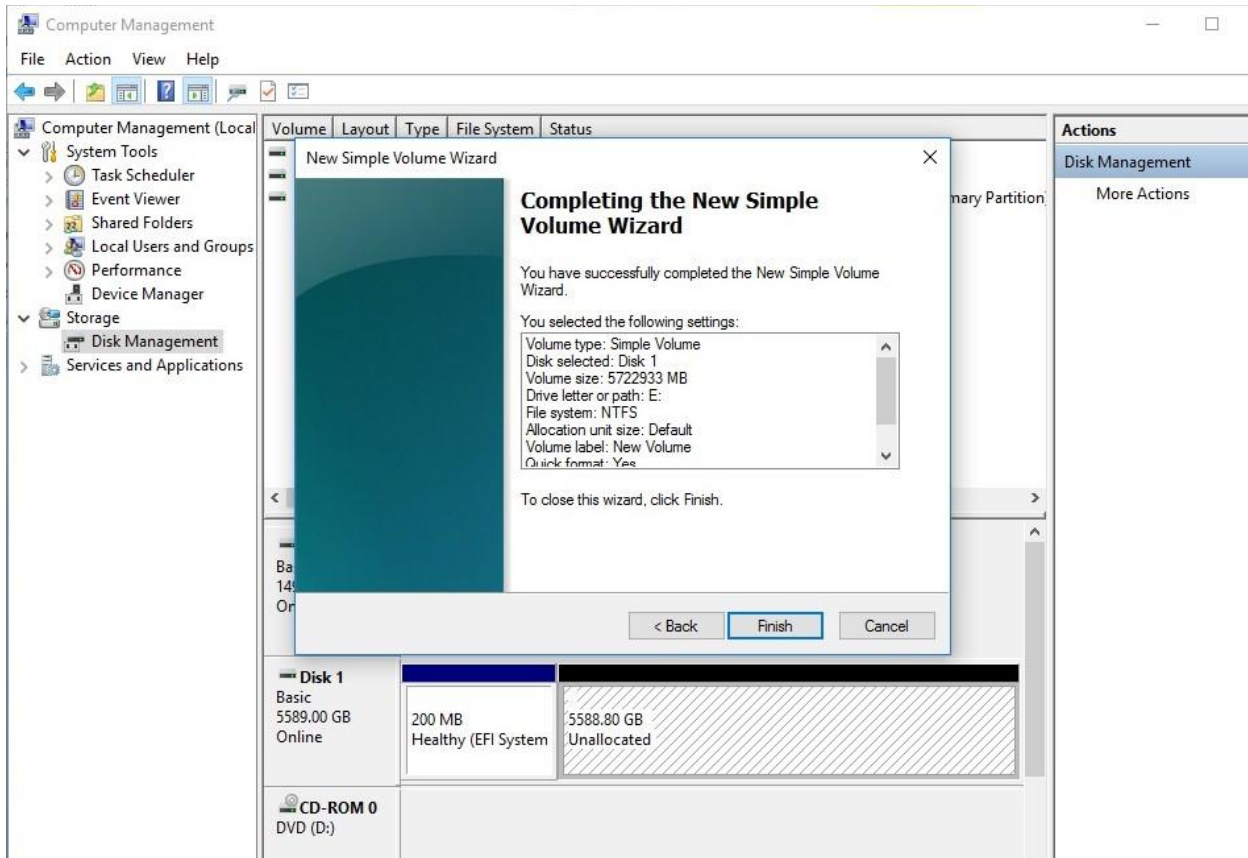 Computer Management
File Action View Help
Computer Management (Local
System Tools
Task Scheduler
Event Viewer
Shared Folders
Local Users and Groups
Performance
Device Manager
Storage
Disk Management
Services and Applications
Volume Layout Type File System Status
mary Partition
New Simple Volume Wizard
Completing the New Simple
Volume Wizard
You have successfully completed the New Simple Volume
Wizard.
You selected the following settings:
Volume type: Simple Volume
Disk selected: Disk 1
Volume size: 5722933 MB
Drive letter or path: E:
File system: NTFS
Allocation unit size: Default
Volume label: New Volume
Quick format: Yes
To close this wizard, click Finish.
< Back Finish Cancel
Ba
14
Or
Disk 1
Basic
5589.00 GB
Online
200 MB
Healthy (EFI System
5588.80 GB
Unallocated
CD-ROM 0
DVD (D:)
Actions
Disk Management
More Actions